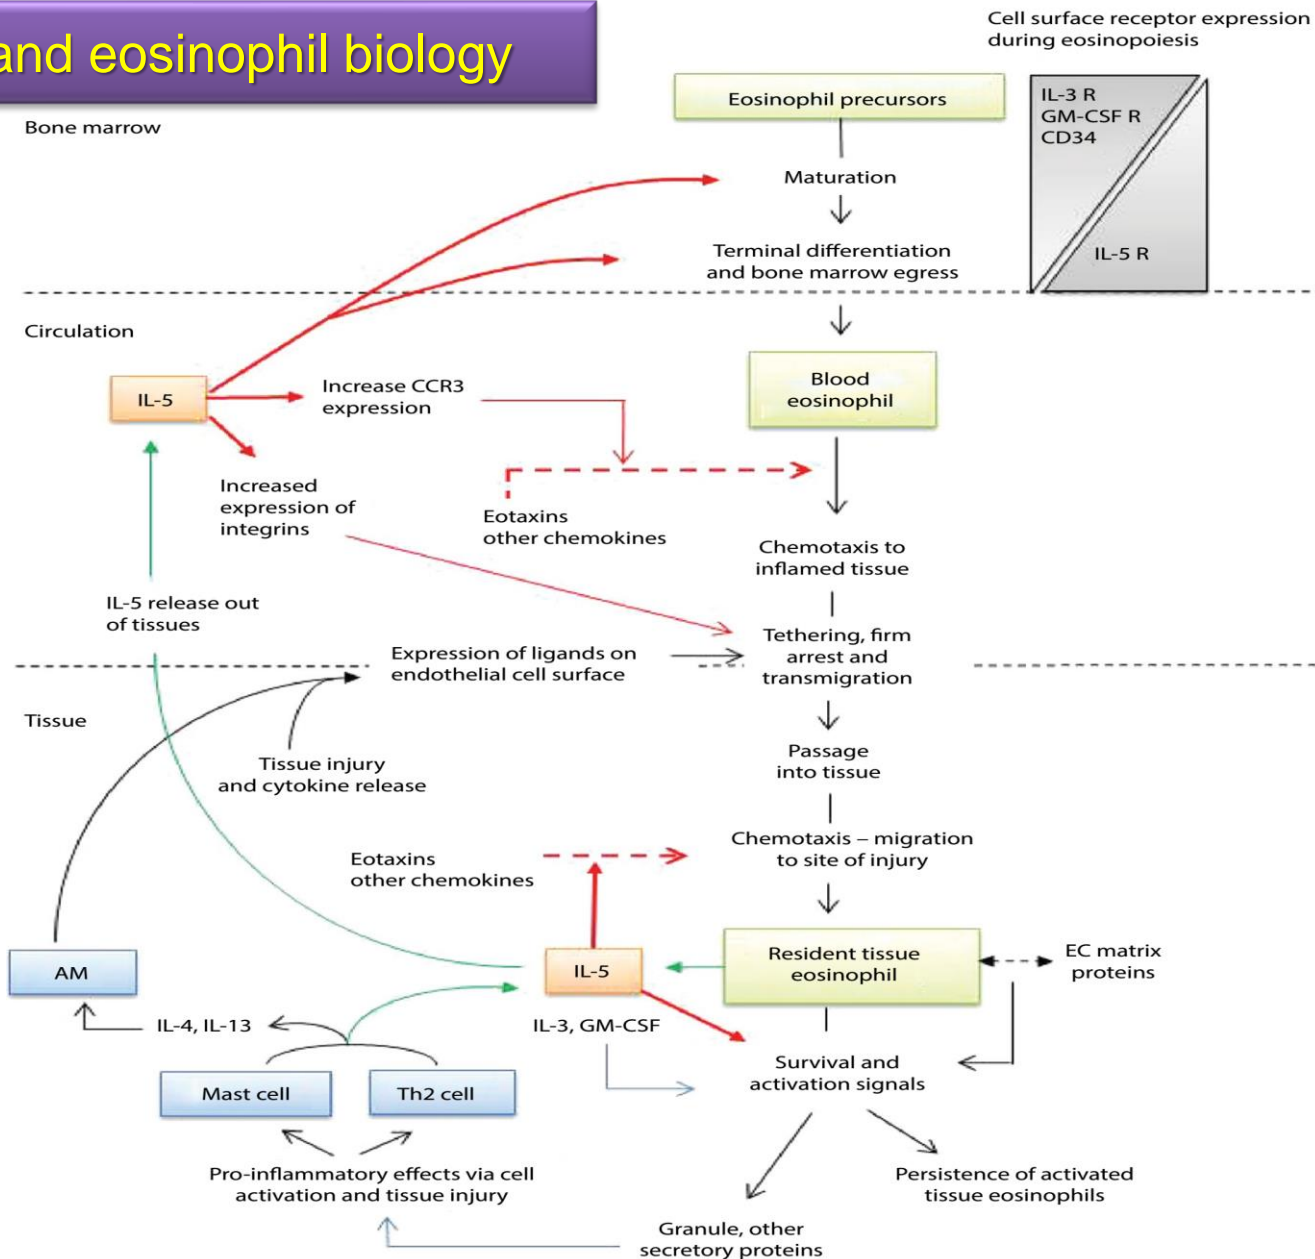 and eosinophil biology
Cell surface receptor expression
during eosinopoiesis
Bone marrow
Eosinophil precursors
IL-3 R
GM-CSF R
CD34
Maturation
Terminal differentiation
and bone marrow egress
IL-5 R
Circulation
IL-5
Increase CCR3
expression
Blood
eosinophil
Increased
expression of
integrins
Eotaxins
other chemokines
Chemotaxis to
inflamed tissue
IL-5 release out
of tissues
Expression of ligands on
endothelial cell surface
Tethering, firm
arrest and
transmigration
Tissue
Tissue injury
and cytokine release
Passage
into tissue
Chemotaxis – migration
to site of injury
Eotaxins
other chemokines
AM
IL-5
Resident tissue
eosinophil
EC matrix
proteins
IL-4, IL-13
IL-3, GM-CSF
Mast cell
Th2 cell
Survival and
activation signals
Pro-inflammatory effects via cell
activation and tissue injury
Persistence of activated
tissue eosinophils
Granule, other
secretory proteins